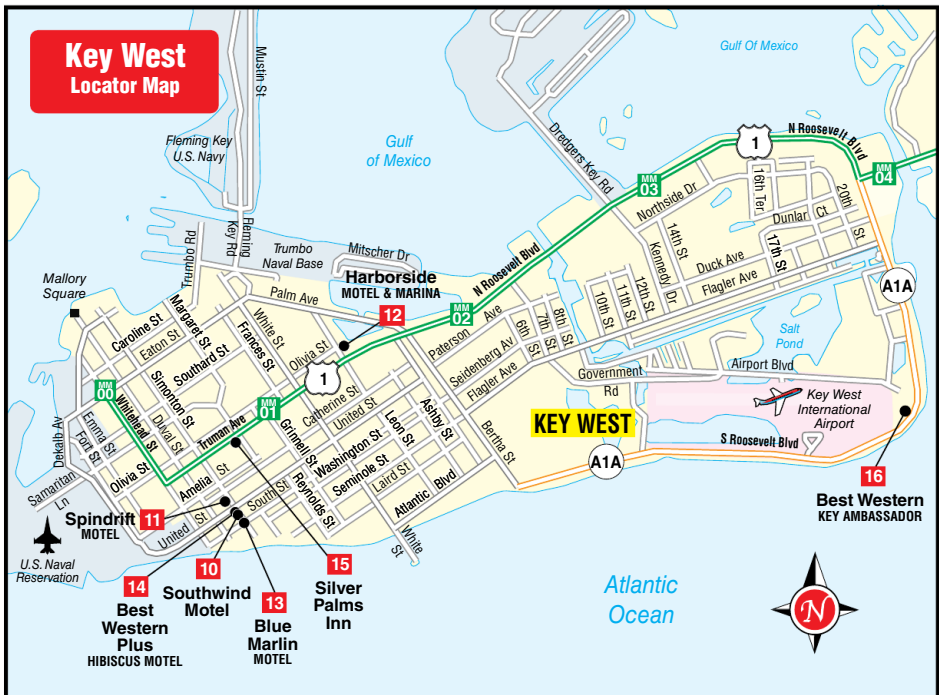 Key West
Locator Map
Mustin St
Gulf Of Mexico
Fleming Key
U.S. Navy
Gulf
of Mexico
Dredgers Key Rd
1
N Roosevelt Blvd
N Roosevelt Blvd
MM
04
MM
03
Northside Dr
16th Ter
20th St
Dunlar Ct
14th St
17th St
Kennedy Dr
Duck Ave
Flagler Ave
A1A
Trumbo Rd
Fleming
Key Rd
Trumbo
Naval Base
Mitscher Dr
Mallory
Square
Harborside
MOTEL & MARINA
12
Palm Ave
MM
02
12th St
11th St
10th St
8th St
7th St
6th St
Paterson Ave
Seidenberg Av
Flagler Ave
Salt
Pond
Airport Blvd
Government
Rd
Key West
International
Airport
S Roosevelt Blvd
KEY WEST
A1A
16
Best Western
KEY AMBASSADOR
Caroline St
Eaton St
Margaret St
Southard St
Frances St
White St
Olivia St
1
MM
00
MM
01
Whitehead St
Duval St
Simonton St
Truman Ave
Grinnell St
Catherine St
United St
Washington St
Leon St
Ashby St
Bertha St
Seminole St
Laird St
Atlantic Blvd
Reynolds St
White
St
South St
Amelia St
United St
Olivia St
Emma St
Fort St
Dekalb Av
Samaritan
Ln
Spindrift
MOTEL
11
U.S. Naval
Reservation
14
Best
Western
Plus
HIBISCUS MOTEL
10
Southwind
Motel
13
Blue
Marlin
MOTEL
15
Silver
Palms
Inn
Atlantic
Ocean
N